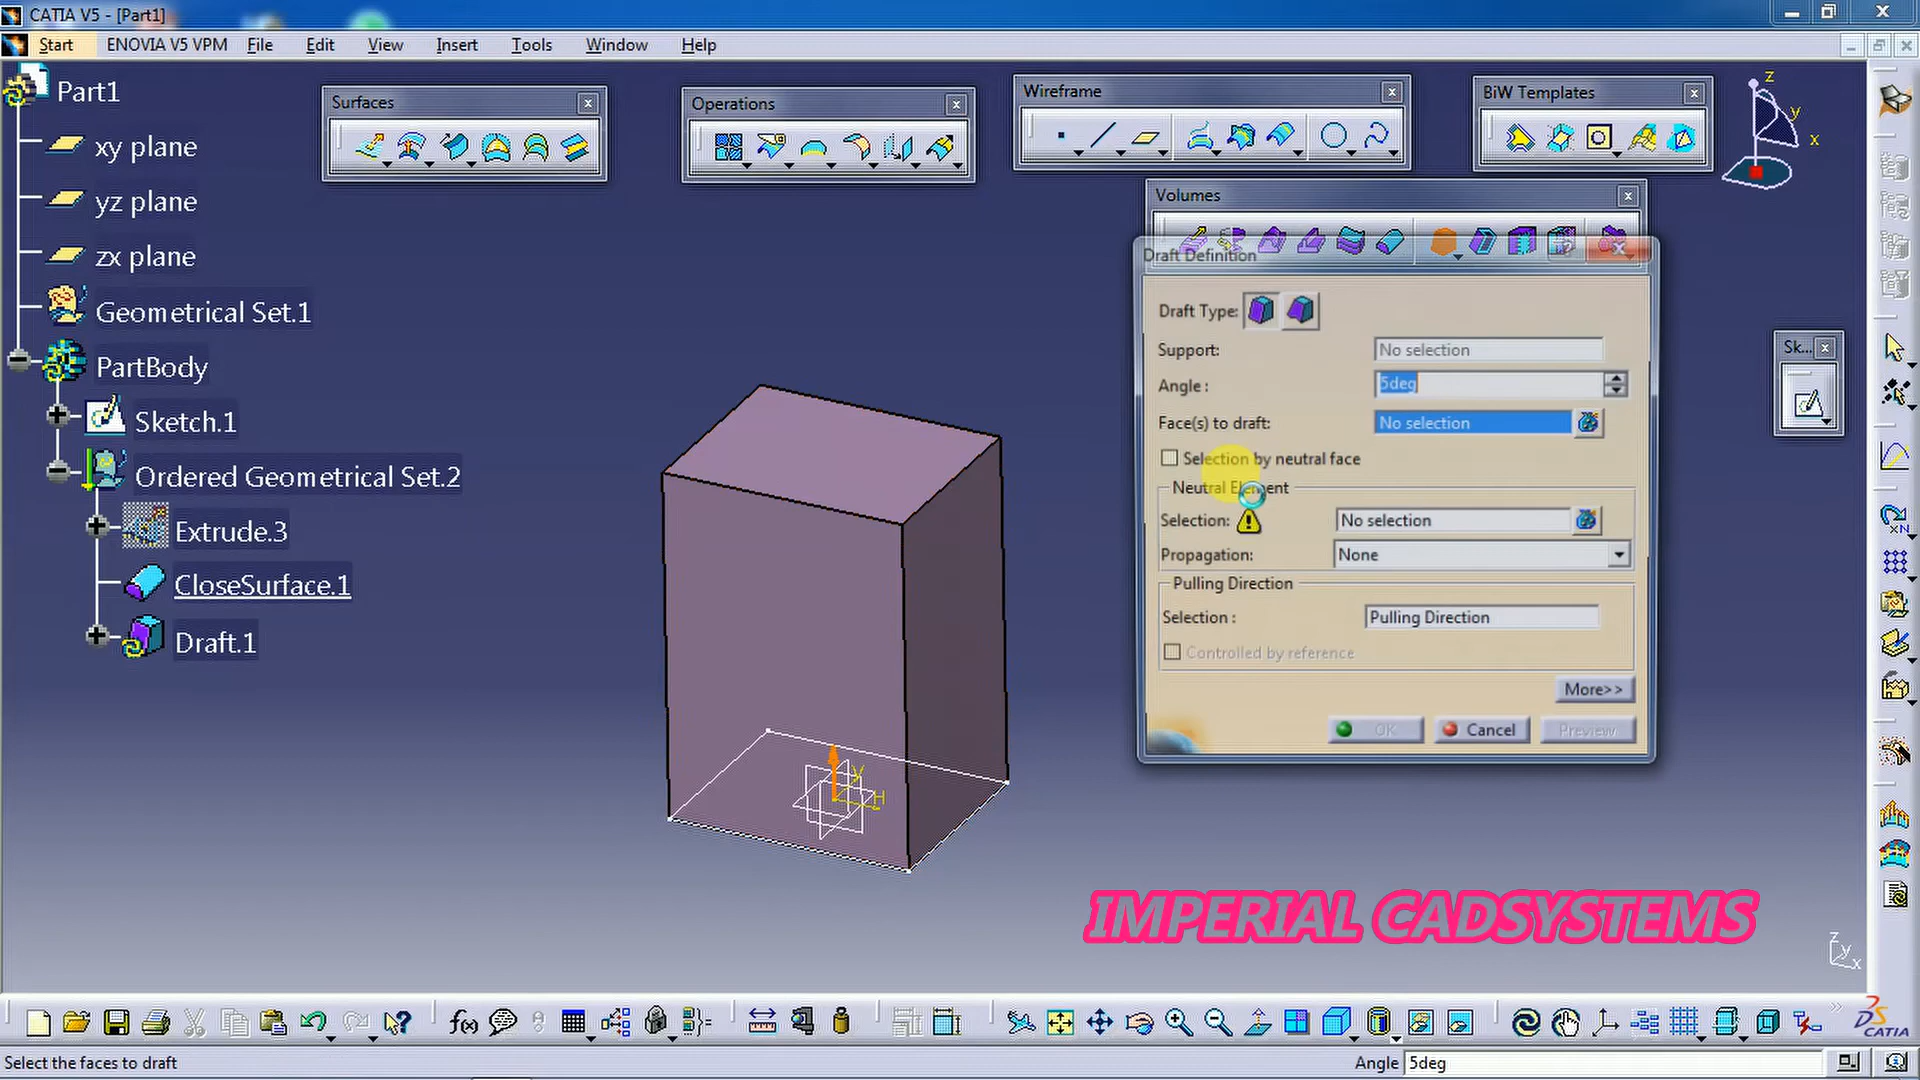 CATIA V5 - [Part1]
Start ENOVIA V5 VPM File Edit View Insert Tools Window Help
Part1
xy plane
yz plane
zx plane
Geometrical Set.1
PartBody
Sketch.1
Ordered Geometrical Set.2
Extrude.3
CloseSurface.1
Draft.1
Surfaces
Operations
Wireframe
BiW Templates
Volumes
Sk...
z
y
x
Draft Definition
Draft Type:
Support: No selection
Angle : 5deg
Face(s) to draft: No selection
Selection by neutral face
Neutral Element
Selection: No selection
Propagation: None
Pulling Direction
Selection : Pulling Direction
Controlled by reference
More>>
OK Cancel Preview
V
H
IMPERIAL CADSYSTEMS
z
y
x
f(x)
CATIA
Select the faces to draft
Angle 5deg